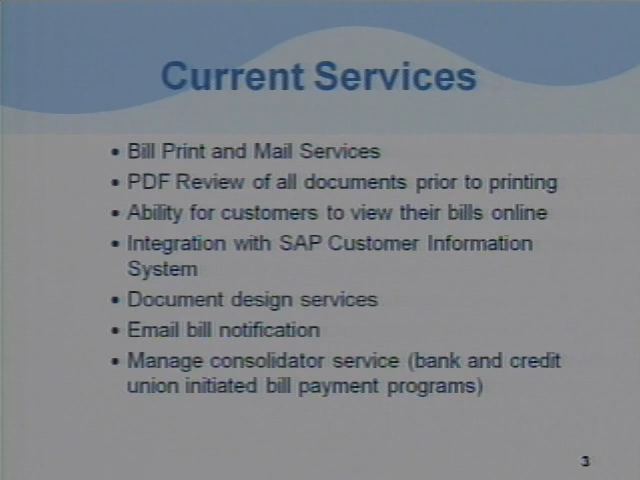 Current Services
• Bill Print and Mail Services
• PDF Review of all documents prior to printing
• Ability for customers to view their bills online
• Integration with SAP Customer Information
System
• Document design services
• Email bill notification
• Manage consolidator service (bank and credit
union initiated bill payment programs)
3